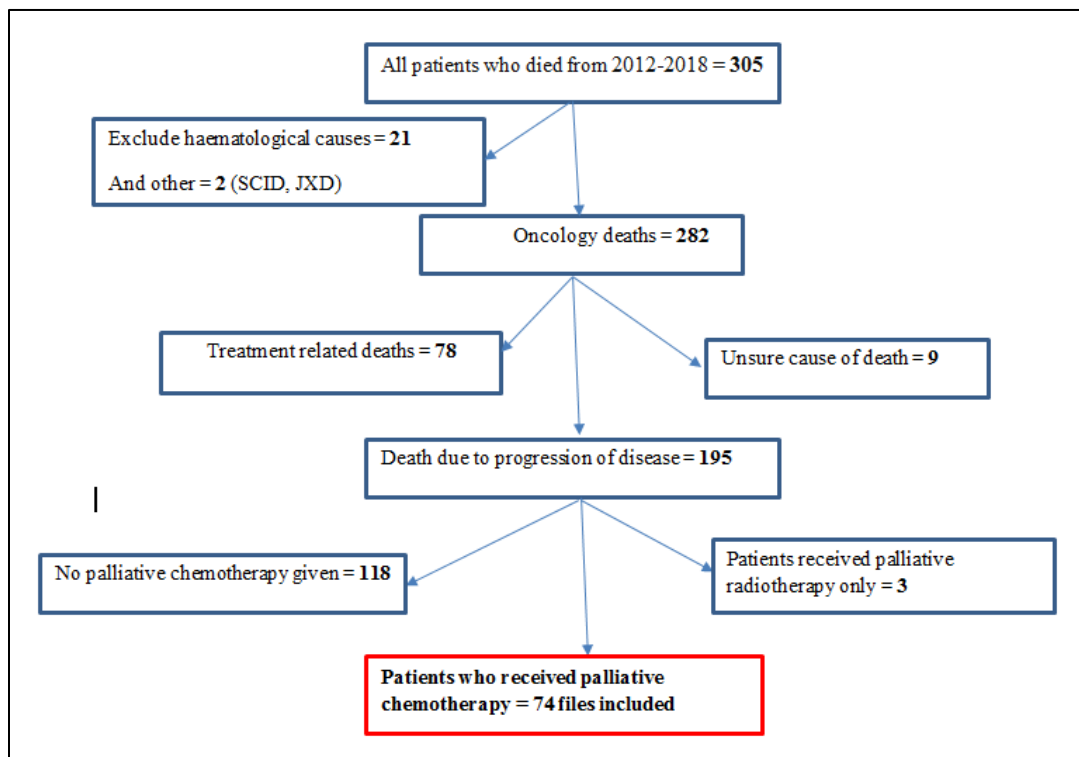 All patients who died from 2012-2018 = 305
Exclude haematological causes = 21
And other = 2 (SCID, JXD)
Oncology deaths = 282
Treatment related deaths = 78
Unsure cause of death = 9
Death due to progression of disease = 195
No palliative chemotherapy given = 118
Patients received palliative
radiotherapy only = 3
Patients who received palliative
chemotherapy = 74 files included